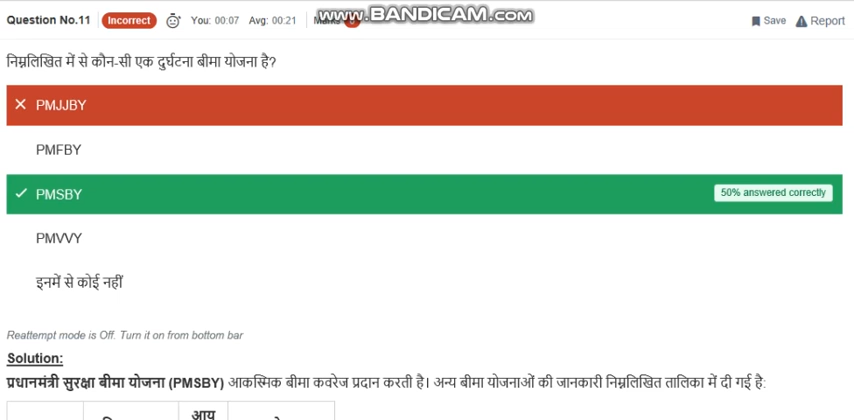 Question No.11 Incorrect You: 00:07 Avg: 00:21 Marks
www.BANDICAM.com
Save Report
निम्नलिखित में से कौन-सी एक दुर्घटना बीमा योजना है?
PMJJBY
PMFBY
PMSBY 50% answered correctly
PMVVY
इनमें से कोई नहीं
Reattempt mode is Off. Turn it on from bottom bar
Solution:
प्रधानमंत्री सुरक्षा बीमा योजना (PMSBY) आकस्मिक बीमा कवरेज प्रदान करती है। अन्य बीमा योजनाओं की जानकारी निम्नलिखित तालिका में दी गई है:
आयु